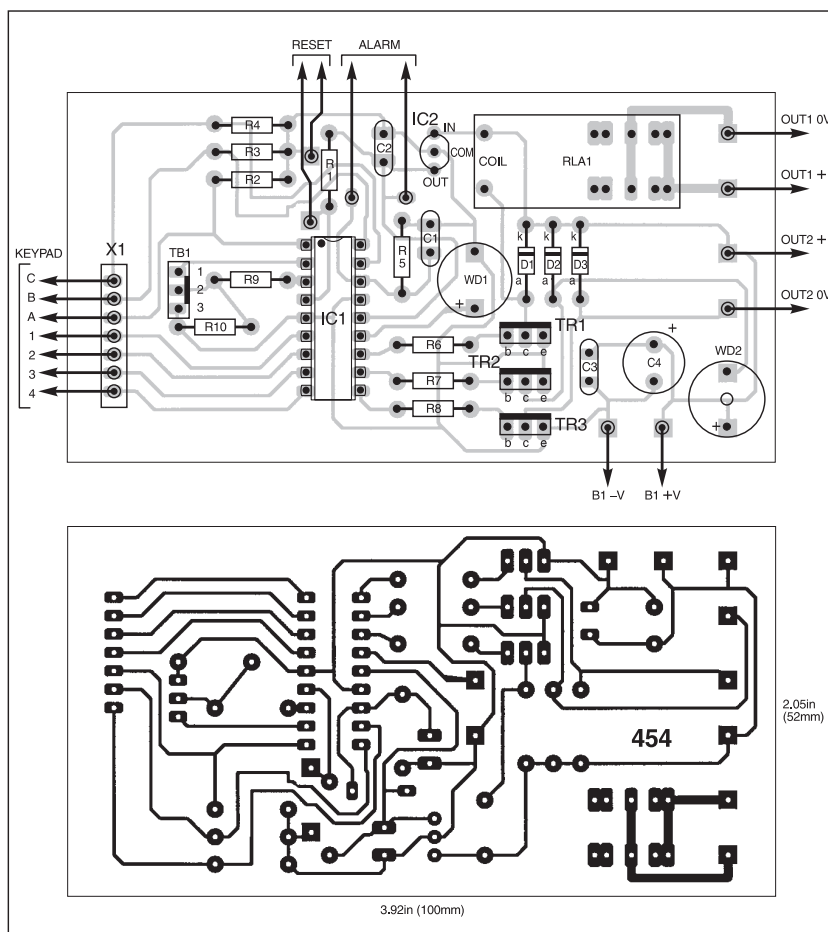 RESET ALARM
R4
R3
R2
R1
C2
IC2
IN
COM
OUT
COIL
RLA1
OUT1 0V
OUT1 +
OUT2 +
OUT2 0V
KEYPAD
C
B
A
1
2
3
4
X1
TB1
1
2
3
R9
R10
IC1
R5
C1
WD1
+
k k k
D1 D2 D3
a a a
R6
R7
R8
TR1
b c e
TR2
b c e
TR3
b c e
C3
C4
+
WD2
+
B1 –V
B1 +V
454
2.05in
(52mm)
3.92in (100mm)